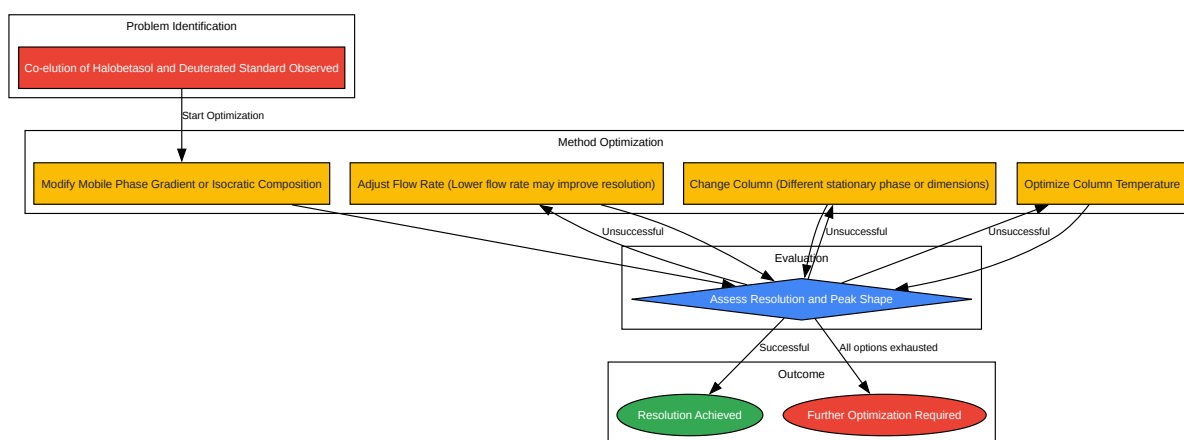 Problem Identification
Co-elution of Halobetasol and Deuterated Standard Observed
Start Optimization
Method Optimization
Modify Mobile Phase Gradient or Isocratic Composition
Adjust Flow Rate (Lower flow rate may improve resolution)
Change Column (Different stationary phase or dimensions)
Optimize Column Temperature
Unsuccessful
Unsuccessful
Unsuccessful
Evaluation
Assess Resolution and Peak Shape
Successful
All options exhausted
Outcome
Resolution Achieved
Further Optimization Required